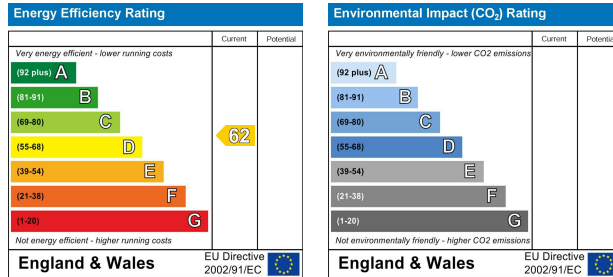 Energy Efficiency Rating
Current Potential
Very energy efficient - lower running costs
(92 plus) A
(81-91) B
(69-80) C
(55-68) D
62
(39-54) E
(21-38) F
(1-20) G
Not energy efficient - higher running costs
England & Wales
EU Directive
2002/91/EC
Environmental Impact (CO₂) Rating
Current Potential
Very environmentally friendly - lower CO2 emissions
(92 plus) A
(81-91) B
(69-80) C
(55-68) D
(39-54) E
(21-38) F
(1-20) G
Not environmentally friendly - higher CO2 emissions
England & Wales
EU Directive
2002/91/EC